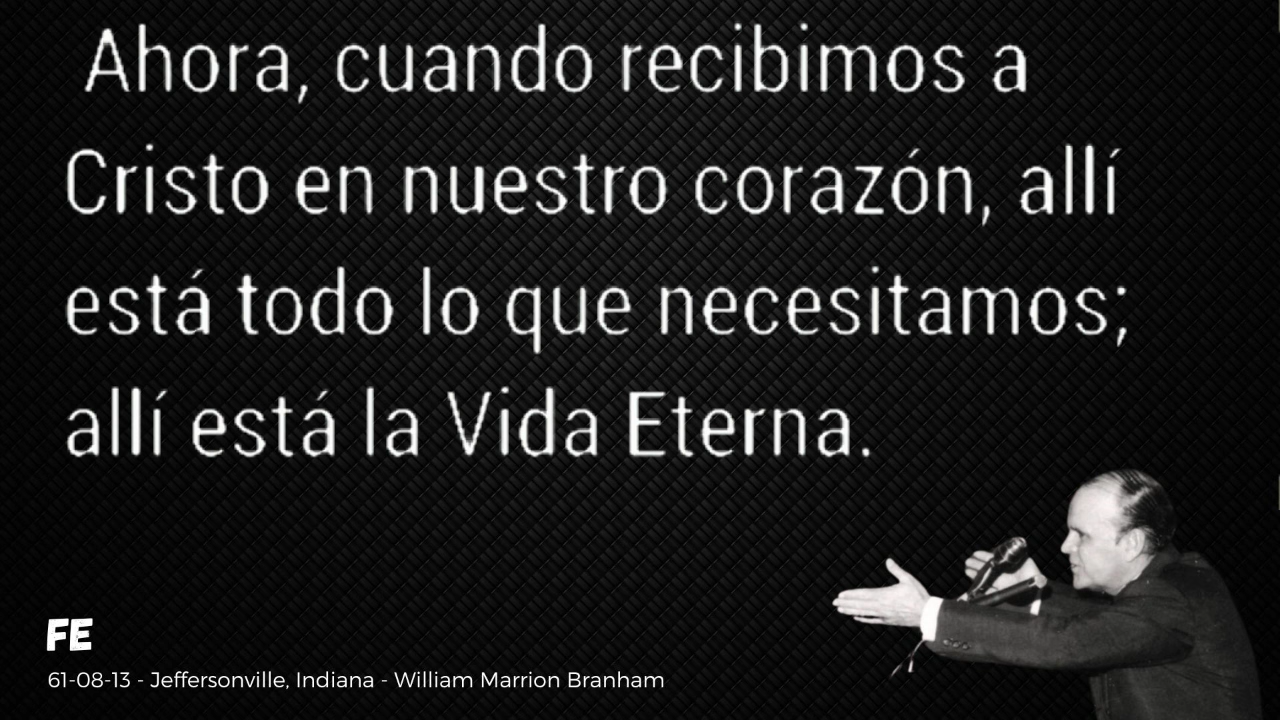 Ahora, cuando recibimos a
Cristo en nuestro corazón, allí
está todo lo que necesitamos;
allí está la Vida Eterna.
FE
61-08-13 - Jeffersonville, Indiana - William Marrion Branham